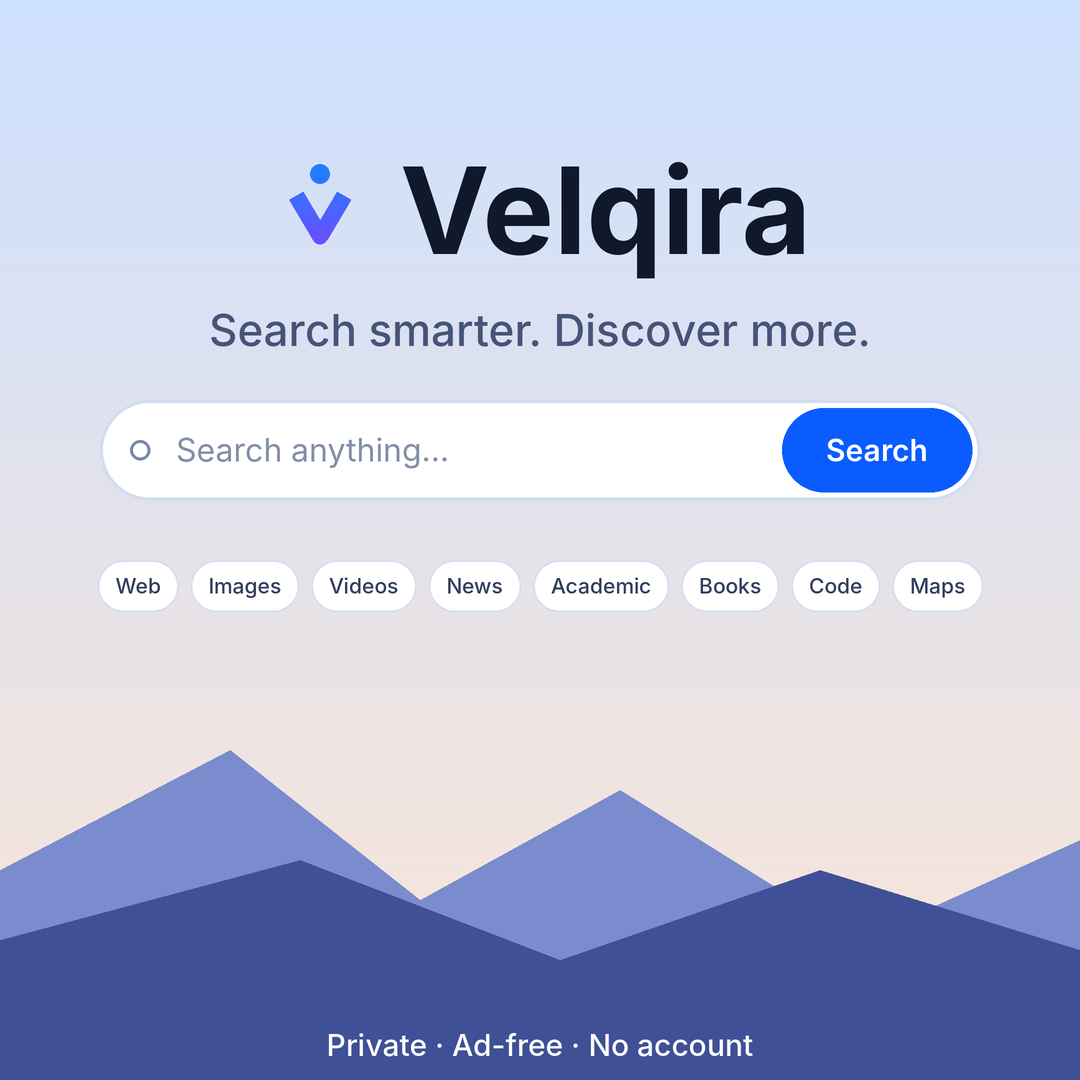 Velqira
Search smarter. Discover more.
Search anything... Search
Web Images Videos News Academic Books Code Maps
Private · Ad-free · No account